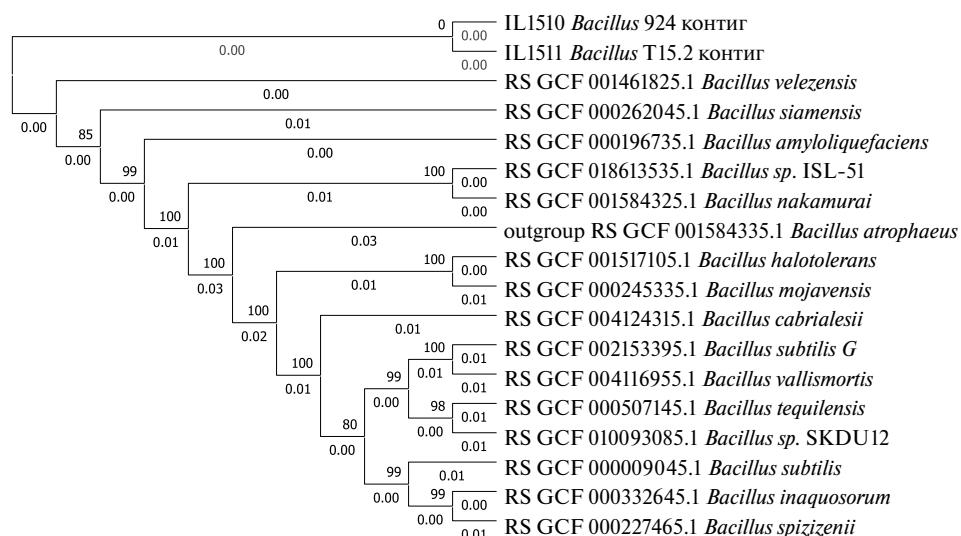 0
IL1510 Bacillus 924 контиг
0.00
0.00
IL1511 Bacillus T15.2 контиг
0.00
RS GCF 001461825.1 Bacillus velezensis
0.00
0.00
85
RS GCF 000262045.1 Bacillus siamensis
0.01
0.00
99
RS GCF 000196735.1 Bacillus amyloliquefaciens
0.00
0.00
100
RS GCF 018613535.1 Bacillus sp. ISL-51
0.00
0.01
RS GCF 001584325.1 Bacillus nakamurai
0.00
100
0.01
outgroup RS GCF 001584335.1 Bacillus atrophaeus
0.03
100
0.03
100
RS GCF 001517105.1 Bacillus halotolerans
0.00
0.01
RS GCF 000245335.1 Bacillus mojavensis
0.01
100
0.02
RS GCF 004124315.1 Bacillus cabrialesii
0.01
100
0.01
100
RS GCF 002153395.1 Bacillus subtilis G
0.01
0.01
RS GCF 004116955.1 Bacillus vallismortis
0.01
99
0.00
98
RS GCF 000507145.1 Bacillus tequilensis
0.01
0.00
RS GCF 010093085.1 Bacillus sp. SKDU12
0.01
80
0.00
99
RS GCF 000009045.1 Bacillus subtilis
0.01
0.00
99
RS GCF 000332645.1 Bacillus inaquosorum
0.00
0.00
RS GCF 000227465.1 Bacillus spizizenii
0.01